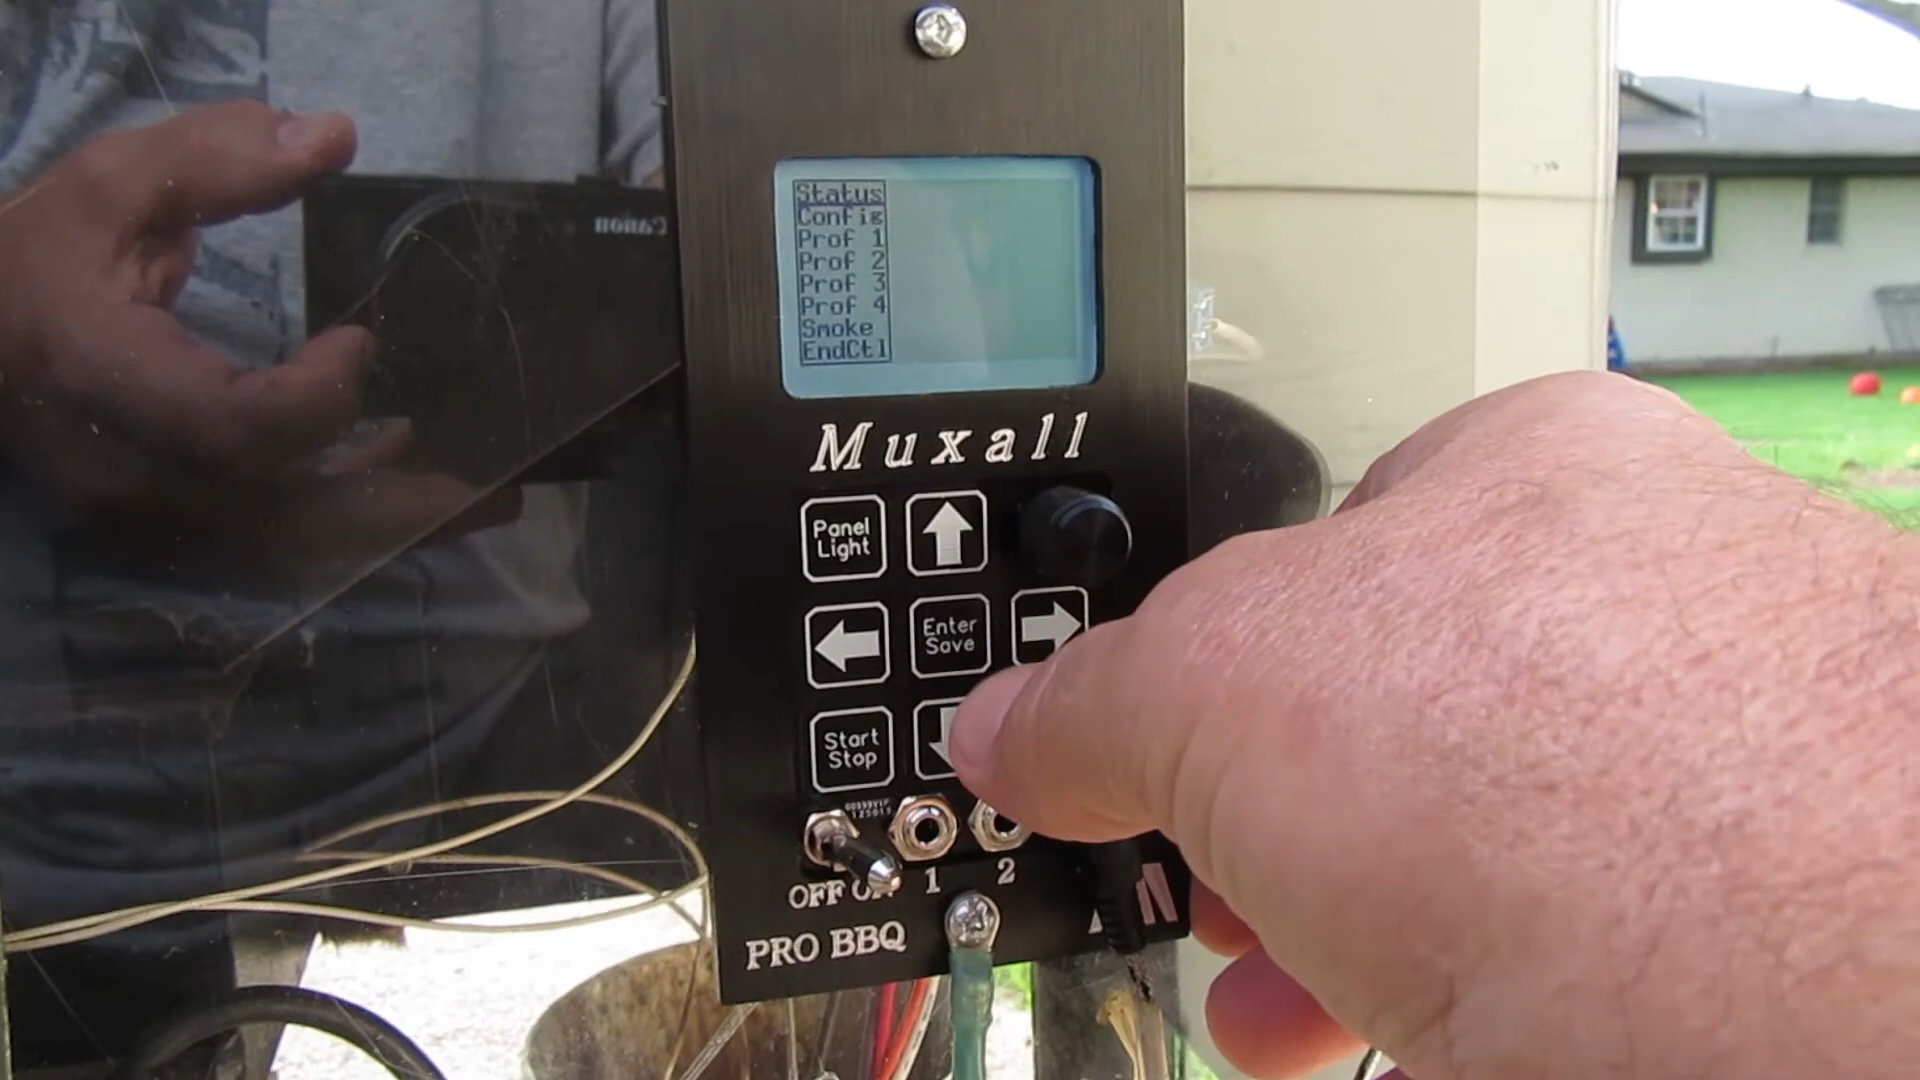 Canon
Status
Config
Prof 1
Prof 2
Prof 3
Prof 4
Smoke
EndCtl
Muxall
Panel
Light
Enter
Save
Start
Stop
OFF ON 1 2
PRO BBQ